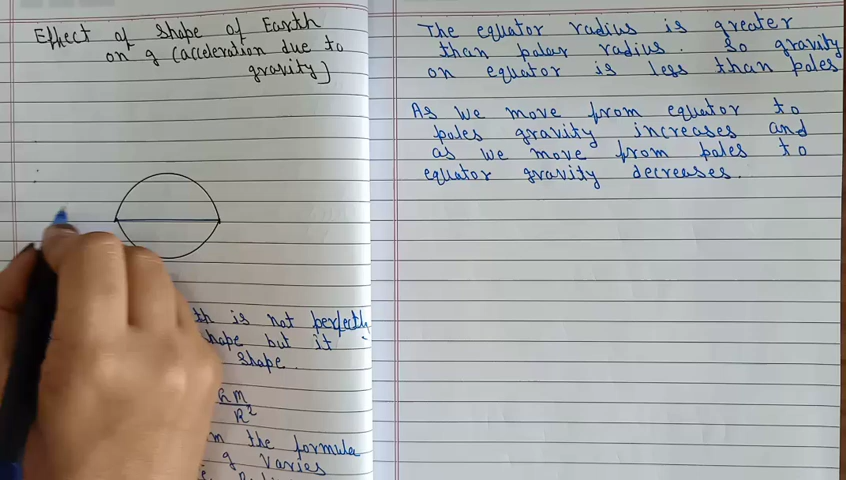 Effect of Shape of Earth
on g (acceleration due to
gravity)
th is not perfectly
hape but it
shape.
GM
R²
m the formula
g varies
The equator radius is greater
than polar radius. So gravity
on equator is less than poles
As we move from equator to
poles gravity increases and
as we move from poles to
equator gravity decreases.